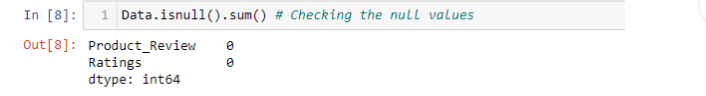 In [8]: 1 Data.isnull().sum() # Checking the null values
Out[8]: Product_Review 0
Ratings 0
dtype: int64